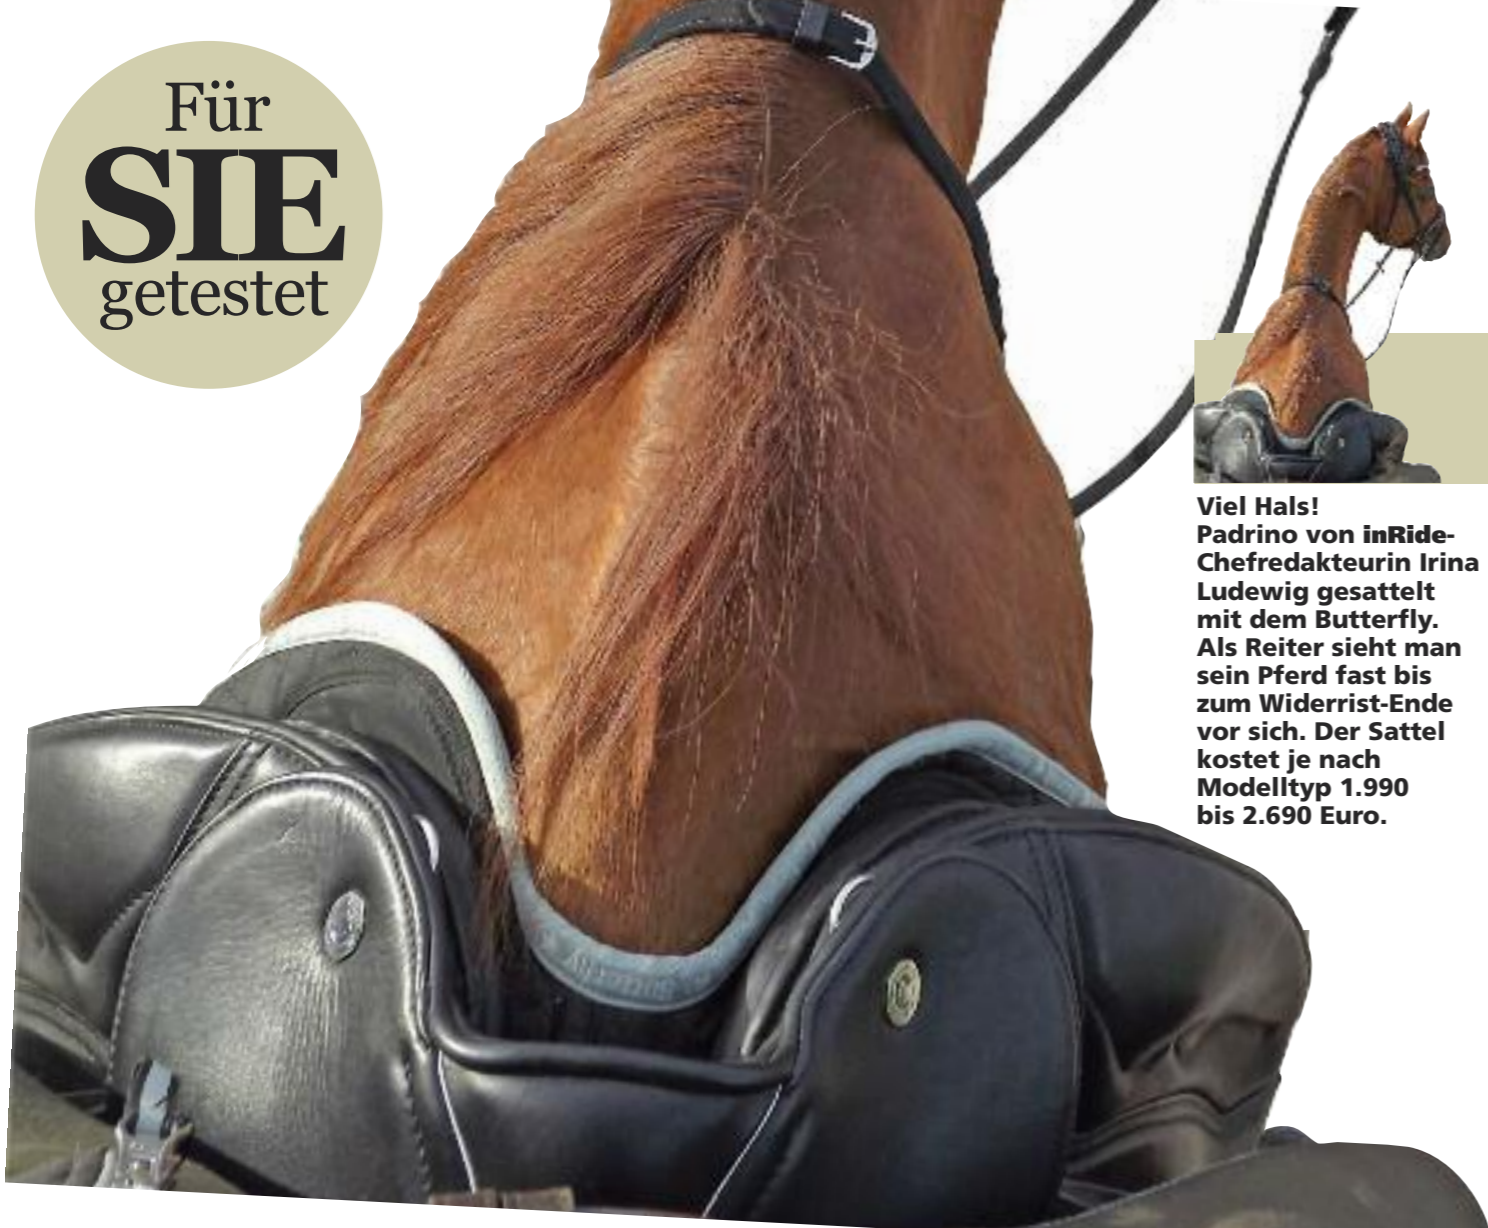 Für
SIE
getestet
Viel Hals!
Padrino von inRide-
Chefredakteurin Irina
Ludewig gesattelt
mit dem Butterfly.
Als Reiter sieht man
sein Pferd fast bis
zum Widerrist-Ende
vor sich. Der Sattel
kostet je nach
Modelltyp 1.990
bis 2.690 Euro.